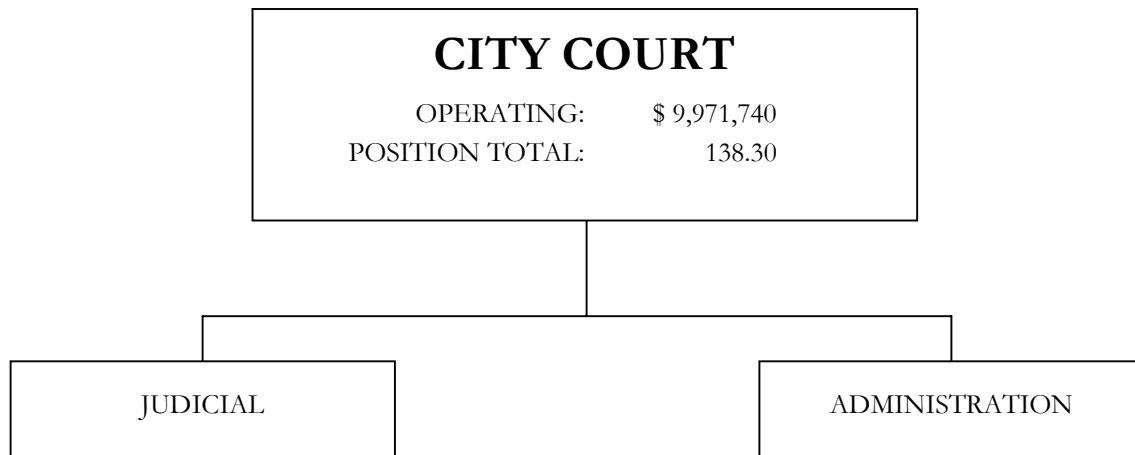 CITY COURT
OPERATING: $ 9,971,740
POSITION TOTAL: 138.30
JUDICIAL
ADMINISTRATION